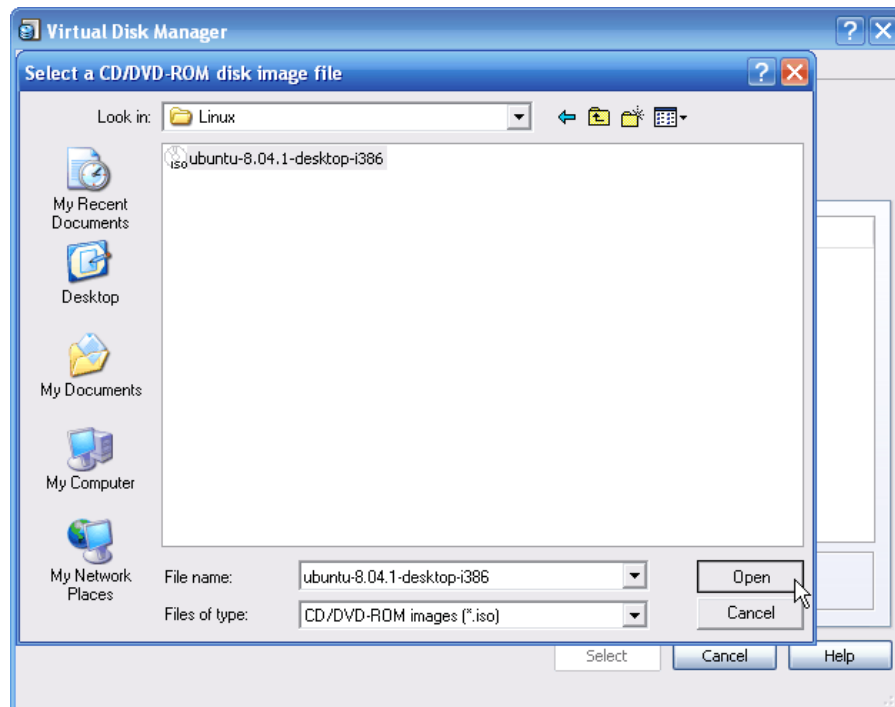 Virtual Disk Manager
Select a CD/DVD-ROM disk image file
Look in:
Linux
ISO
ubuntu-8.04.1-desktop-i386
My Recent
Documents
Desktop
My Documents
My Computer
My Network
Places
File name:
ubuntu-8.04.1-desktop-i386
Open
Files of type:
CD/DVD-ROM images (*.iso)
Cancel
Select
Cancel
Help